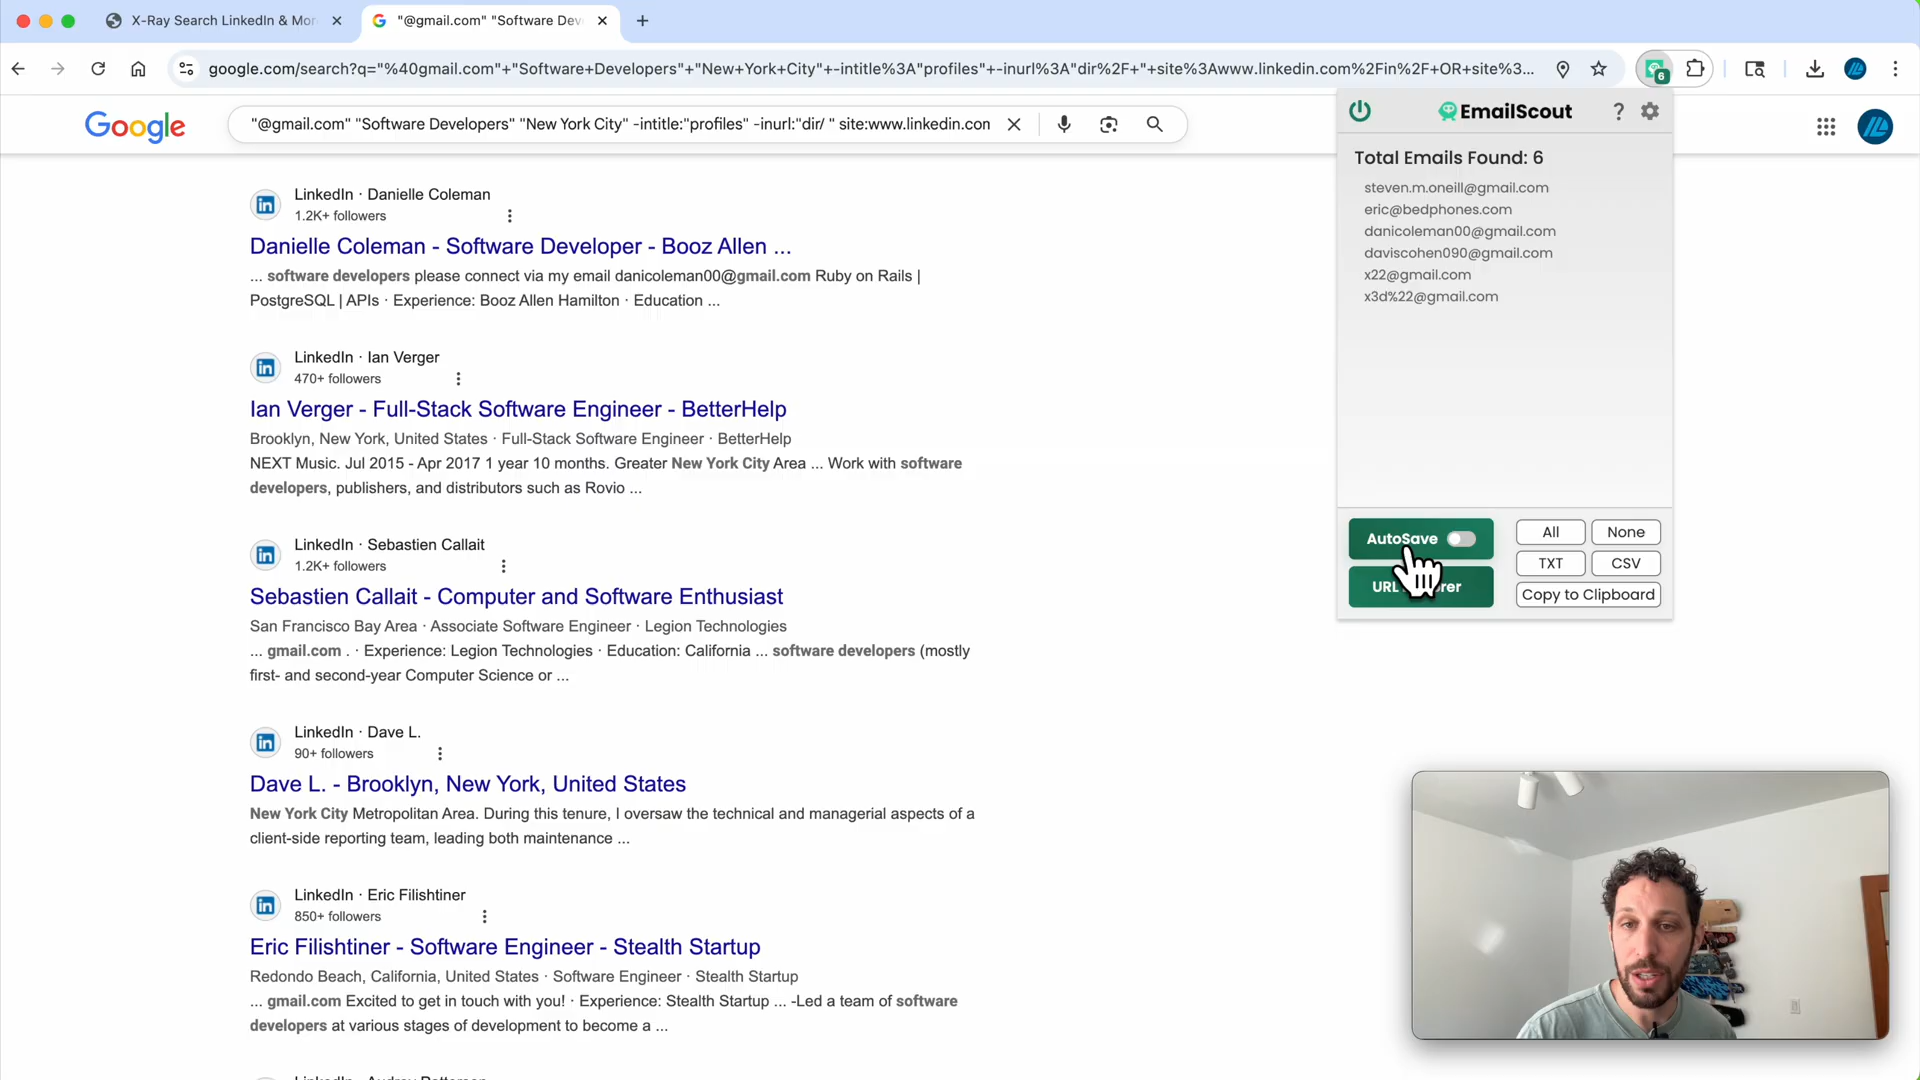 X-Ray Search LinkedIn & Mor
"@gmail.com" "Software Dev
google.com/search?q="%40gmail.com"+"Software+Developers"+"New+York+City"+-intitle%3A"profiles"+-inurl%3A"dir%2F+"+site%3Awww.linkedin.com%2Fin%2F+OR+site%3...
6
Google
"@gmail.com" "Software Developers" "New York City" -intitle:"profiles" -inurl:"dir/ " site:www.linkedin.con
LinkedIn · Danielle Coleman
1.2K+ followers
Danielle Coleman - Software Developer - Booz Allen ...
... software developers please connect via my email danicoleman00@gmail.com Ruby on Rails |
PostgreSQL | APIs · Experience: Booz Allen Hamilton · Education ...
LinkedIn · Ian Verger
470+ followers
Ian Verger - Full-Stack Software Engineer - BetterHelp
Brooklyn, New York, United States · Full-Stack Software Engineer · BetterHelp
NEXT Music. Jul 2015 - Apr 2017 1 year 10 months. Greater New York City Area ... Work with software
developers, publishers, and distributors such as Rovio ...
LinkedIn · Sebastien Callait
1.2K+ followers
Sebastien Callait - Computer and Software Enthusiast
San Francisco Bay Area · Associate Software Engineer · Legion Technologies
... gmail.com . · Experience: Legion Technologies · Education: California ... software developers (mostly
first- and second-year Computer Science or ...
LinkedIn · Dave L.
90+ followers
Dave L. - Brooklyn, New York, United States
New York City Metropolitan Area. During this tenure, I oversaw the technical and managerial aspects of a
client-side reporting team, leading both maintenance ...
LinkedIn · Eric Filishtiner
850+ followers
Eric Filishtiner - Software Engineer - Stealth Startup
Redondo Beach, California, United States · Software Engineer · Stealth Startup
... gmail.com Excited to get in touch with you! · Experience: Stealth Startup ... -Led a team of software
developers at various stages of development to become a ...
EmailScout
?
Total Emails Found: 6
steven.m.oneill@gmail.com
eric@bedphones.com
danicoleman00@gmail.com
daviscohen090@gmail.com
x22@gmail.com
x3d%22@gmail.com
AutoSave
All
None
URL
rer
TXT
CSV
Copy to Clipboard